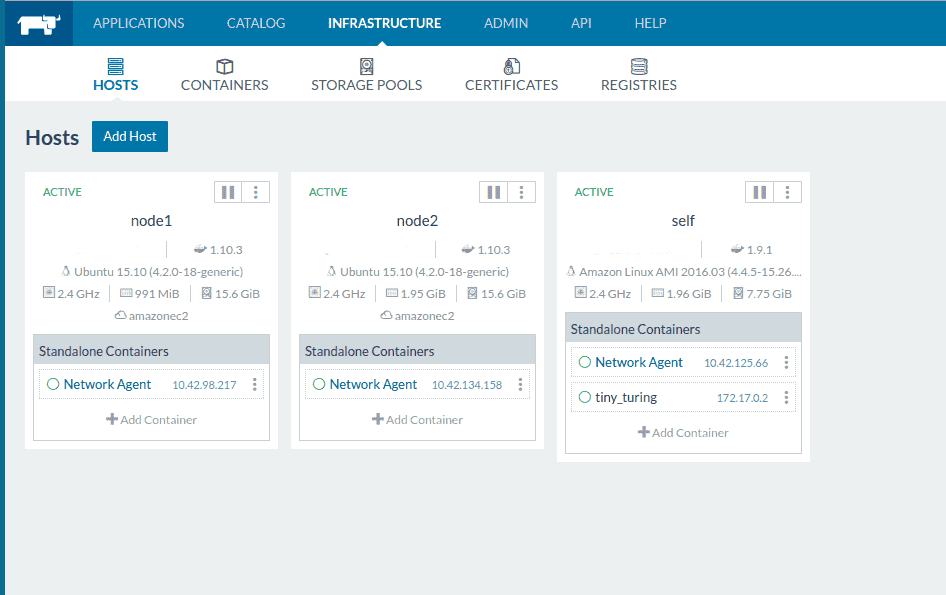 APPLICATIONS CATALOG INFRASTRUCTURE ADMIN API HELP
HOSTS CONTAINERS STORAGE POOLS CERTIFICATES REGISTRIES
Hosts Add Host
ACTIVE
node1
1.10.3
Ubuntu 15.10 (4.2.0-18-generic)
2.4 GHz 991 MiB 15.6 GiB
amazonec2
Standalone Containers
Network Agent 10.42.98.217
Add Container
ACTIVE
node2
1.10.3
Ubuntu 15.10 (4.2.0-18-generic)
2.4 GHz 1.95 GiB 15.6 GiB
amazonec2
Standalone Containers
Network Agent 10.42.134.158
Add Container
ACTIVE
self
1.9.1
Amazon Linux AMI 2016.03 (4.4.5-15.26....
2.4 GHz 1.96 GiB 7.75 GiB
Standalone Containers
Network Agent 10.42.125.66
tiny_turing 172.17.0.2
Add Container